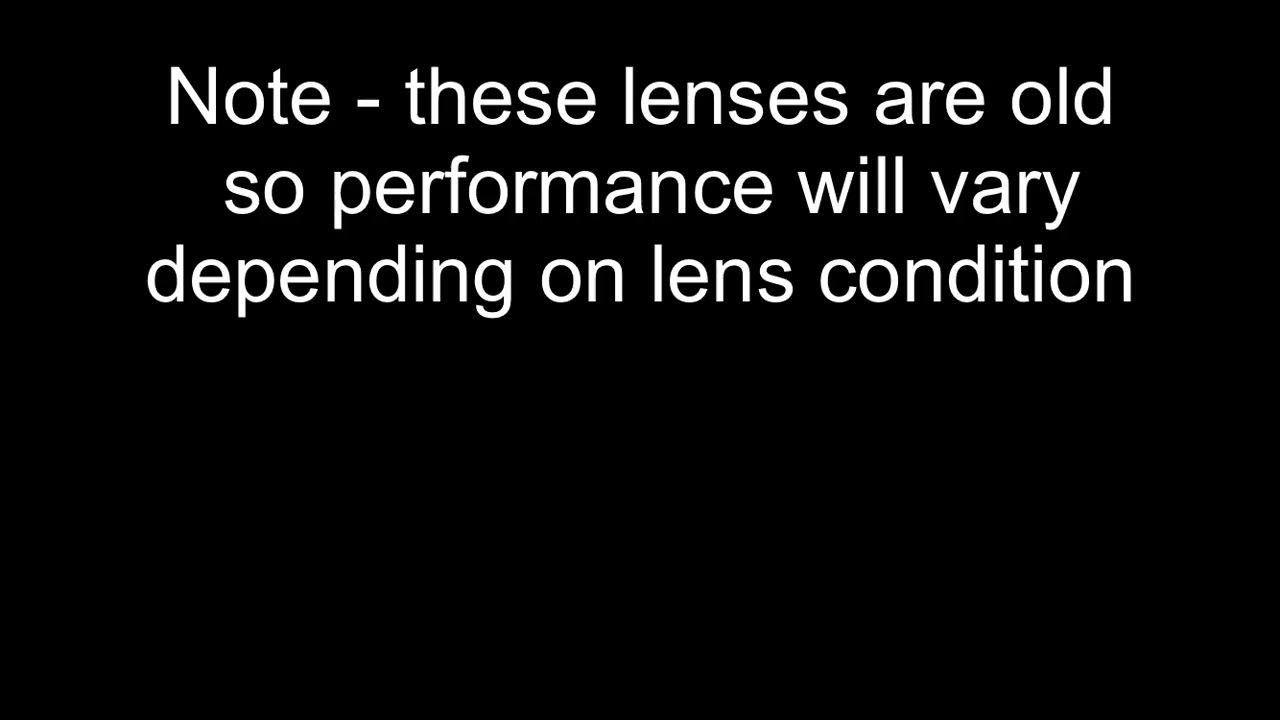 Note - these lenses are old
so performance will vary
depending on lens condition